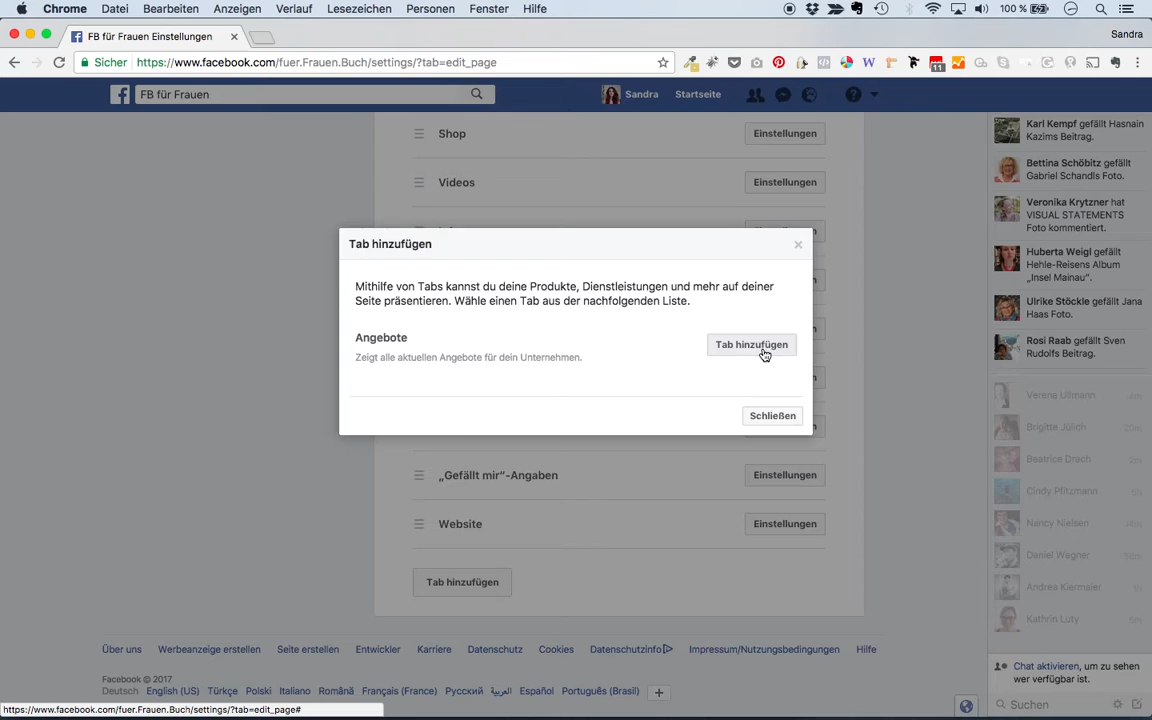 Chrome Datei Bearbeiten Anzeigen Verlauf Lesezeichen Personen Fenster Hilfe 100 %
FB für Frauen Einstellungen
Sandra
Sicher https://www.facebook.com/fuer.Frauen.Buch/settings/?tab=edit_page
11
FB für Frauen
Sandra Startseite
Shop Einstellungen
Videos Einstellungen
Tab hinzufügen
Mithilfe von Tabs kannst du deine Produkte, Dienstleistungen und mehr auf deiner
Seite präsentieren. Wähle einen Tab aus der nachfolgenden Liste.
Angebote
Zeigt alle aktuellen Angebote für dein Unternehmen.
Tab hinzufügen
Schließen
„Gefällt mir“-Angaben Einstellungen
Website Einstellungen
Tab hinzufügen
Karl Kempf gefällt Hasnain
Kazims Beitrag.
Bettina Schöbitz gefällt
Gabriel Schandls Foto.
Veronika Krytzner hat
VISUAL STATEMENTS
Foto kommentiert.
Huberta Weigl gefällt
Hehle-Reisens Album
„Insel Mainau“.
Ulrike Stöckle gefällt Jana
Haas Foto.
Rosi Raab gefällt Sven
Rudolfs Beitrag.
Verena Ullmann
Brigitte Jülich
Beatrice Drach
Cindy Pfitzmann
Nancy Nielsen
Daniel Wagner
Andrea Kiermaier
Kathrin Luty
Chat aktivieren, um zu sehen
wer verfügbar ist.
Suchen
Über uns Werbeanzeige erstellen Seite erstellen Entwickler Karriere Datenschutz Cookies Datenschutzinfo Impressum/Nutzungsbedingungen Hilfe
Facebook © 2017
Deutsch English (US) Türkçe Polski Italiano Română Français (France) Русский العربية Español Português (Brasil)
https://www.facebook.com/fuer.Frauen.Buch/settings/?tab=edit_page#